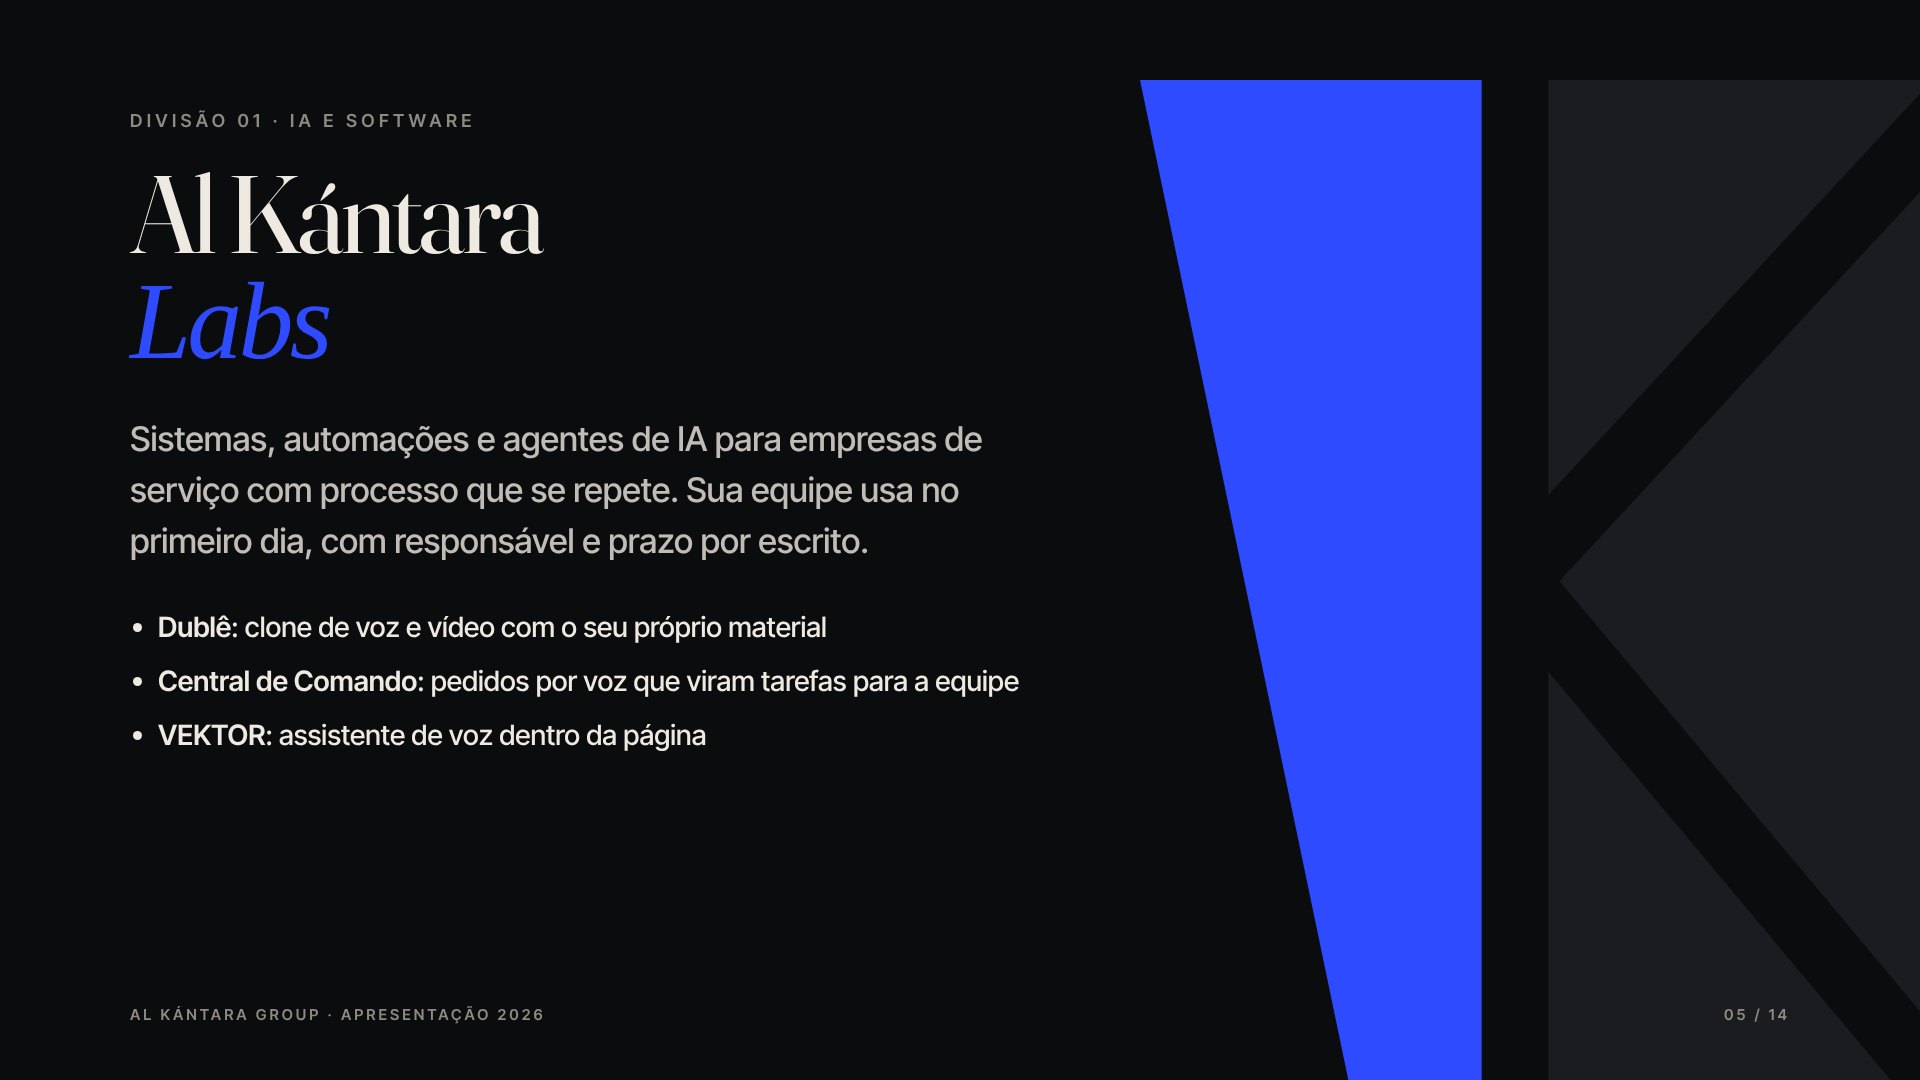 DIVISÃO 01 · IA E SOFTWARE
Al Kántara
Labs
Sistemas, automações e agentes de IA para empresas de
serviço com processo que se repete. Sua equipe usa no
primeiro dia, com responsável e prazo por escrito.
• Dublê: clone de voz e vídeo com o seu próprio material
• Central de Comando: pedidos por voz que viram tarefas para a equipe
• VEKTOR: assistente de voz dentro da página
AL KÁNTARA GROUP · APRESENTAÇÃO 2026
05 / 14